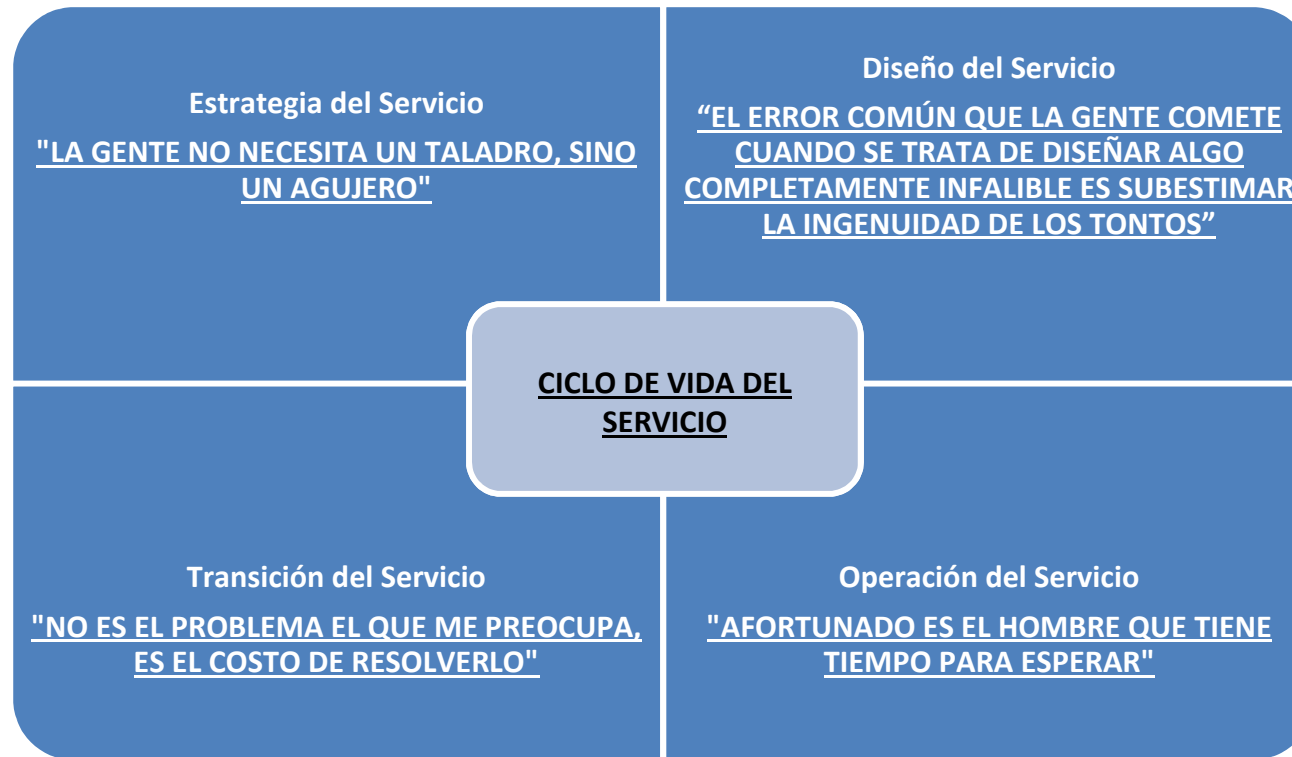 Estrategia del Servicio
"LA GENTE NO NECESITA UN TALADRO, SINO
UN AGUJERO"
Diseño del Servicio
“EL ERROR COMÚN QUE LA GENTE COMETE
CUANDO SE TRATA DE DISEÑAR ALGO
COMPLETAMENTE INFALIBLE ES SUBESTIMAR
LA INGENUIDAD DE LOS TONTOS”
CICLO DE VIDA DEL
SERVICIO
Transición del Servicio
"NO ES EL PROBLEMA EL QUE ME PREOCUPA,
ES EL COSTO DE RESOLVERLO"
Operación del Servicio
"AFORTUNADO ES EL HOMBRE QUE TIENE
TIEMPO PARA ESPERAR"